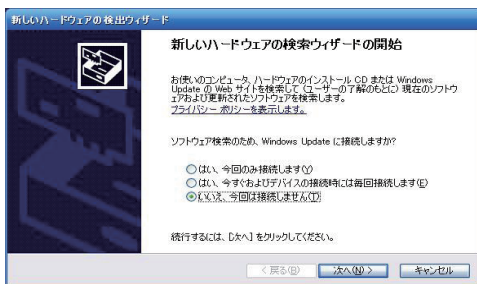 新しいハードウェアの検出ウィザード
新しいハードウェアの検索ウィザードの開始
お使いのコンピュータ、ハードウェアのインストール CD または Windows
Update の Web サイトを検索して (ユーザーの了解のもとに) 現在のソフトウ
ェアおよび更新されたソフトウェアを検索します。
プライバシー ポリシーを表示します。
ソフトウェア検索のため、Windows Update に接続しますか?
はい、今回のみ接続します(Y)
はい、今すぐおよびデバイスの接続時には毎回接続します(E)
いいえ、今回は接続しません(T)
続行するには、[次へ] をクリックしてください。
< 戻る(B)
次へ(N) >
キャンセル